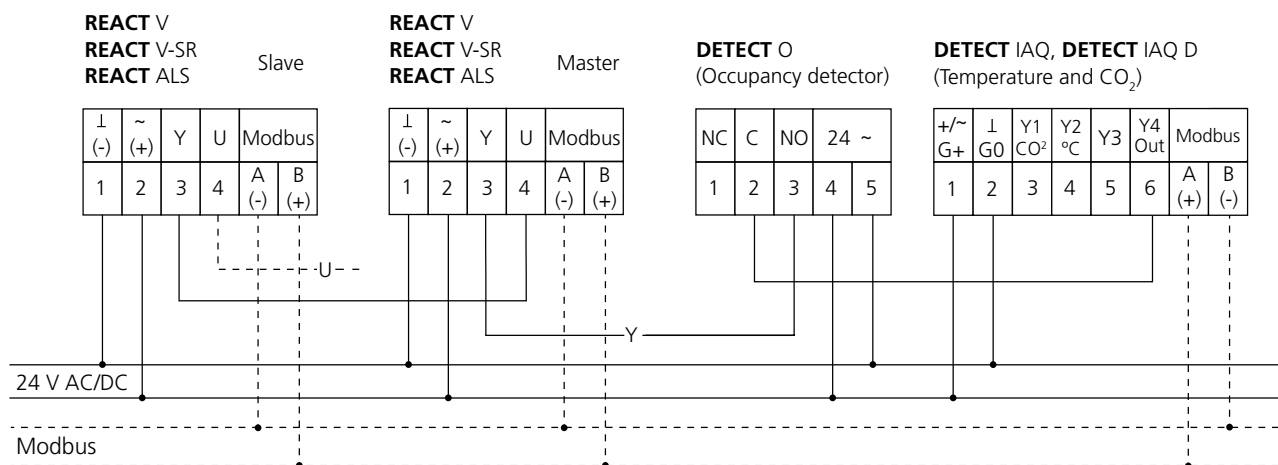 REACT V
REACT V-SR
REACT ALS
Slave
⊥ (-) ~ (+) Y U Modbus
1 2 3 4 A (-) B (+)
REACT V
REACT V-SR
REACT ALS
Master
⊥ (-) ~ (+) Y U Modbus
1 2 3 4 A (-) B (+)
DETECT O
(Occupancy detector)
NC C NO 24 ~
1 2 3 4 5
DETECT IAQ, DETECT IAQ D
(Temperature and CO₂)
+/~ G+ ⊥ G0 Y1 CO² Y2 ºC Y3 Y4 Out Modbus
1 2 3 4 5 6 A (+) B (-)
U
Y
24 V AC/DC
Modbus